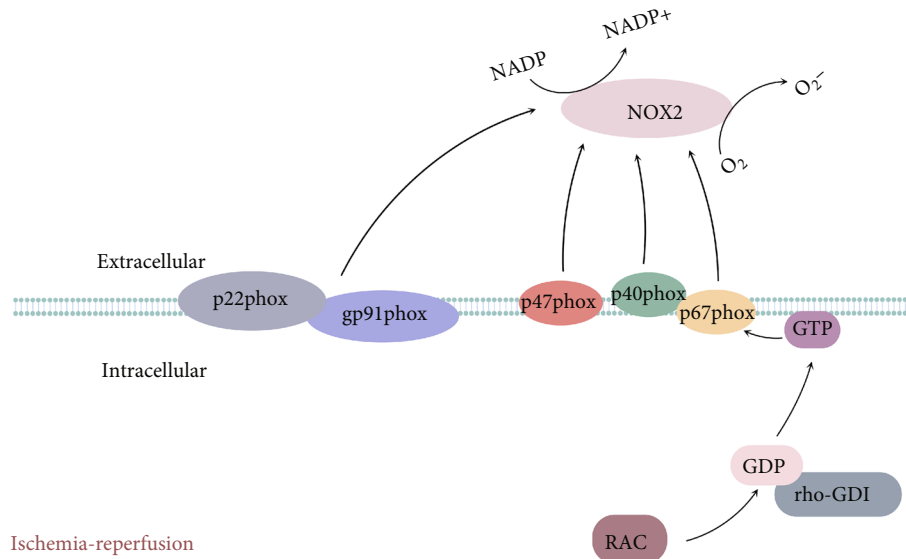 NADP
NADP+
NOX2
O2−
O2
Extracellular
p22phox
gp91phox
p47phox
p40phox
p67phox
GTP
Intracellular
GDP
rho-GDI
RAC
Ischemia-reperfusion